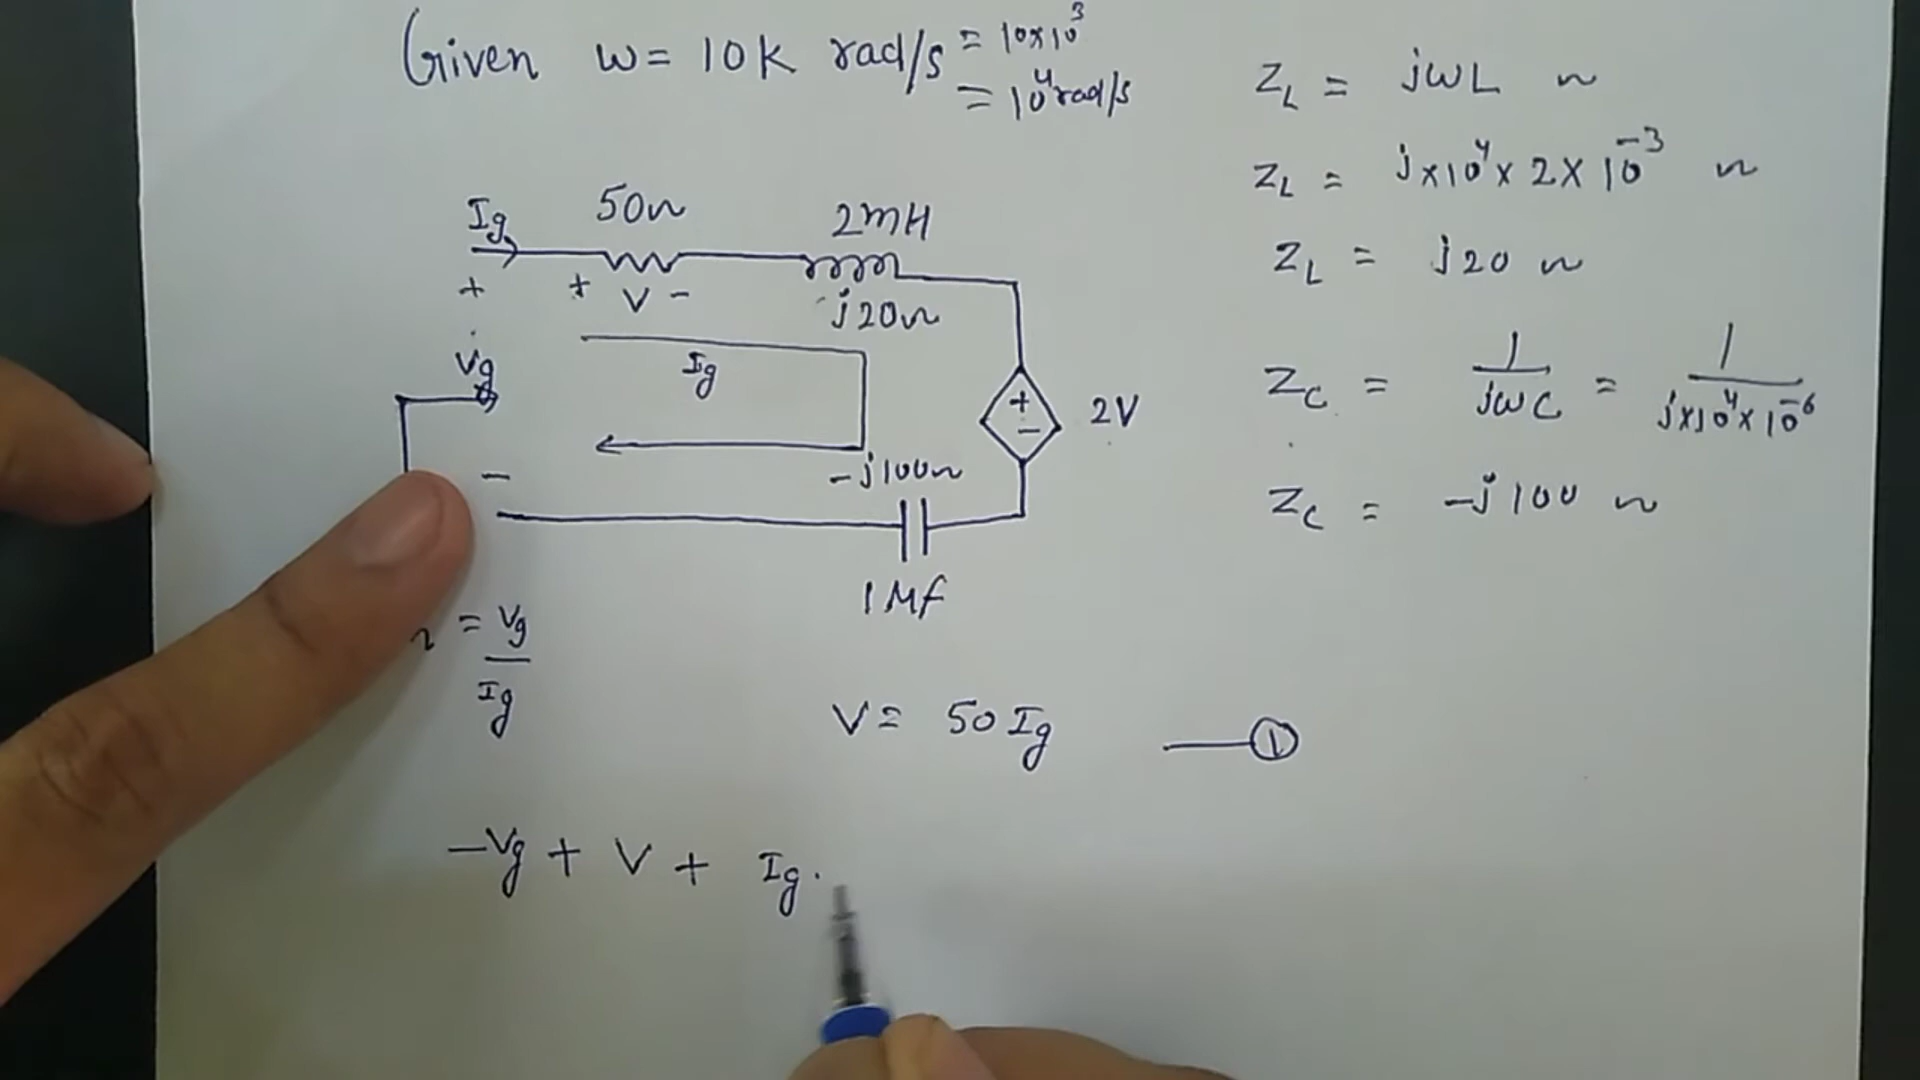 Given ω = 10K rad/s = 10×10³
= 10⁴ rad/s
Ig
50Ω
2mH
+
+ V −
j20Ω
Vg
Ig
+
−
2V
−
−j100Ω
1Mf
= Vg
Ig
V = 50 Ig
1
−Vg + V + Ig.
Z_L = jωL Ω
Z_L = j×10⁴×2×10⁻³ Ω
Z_L = j20 Ω
Z_C = 1/jωC = 1/j×10⁴×10⁻⁶
Z_C = −j100 Ω